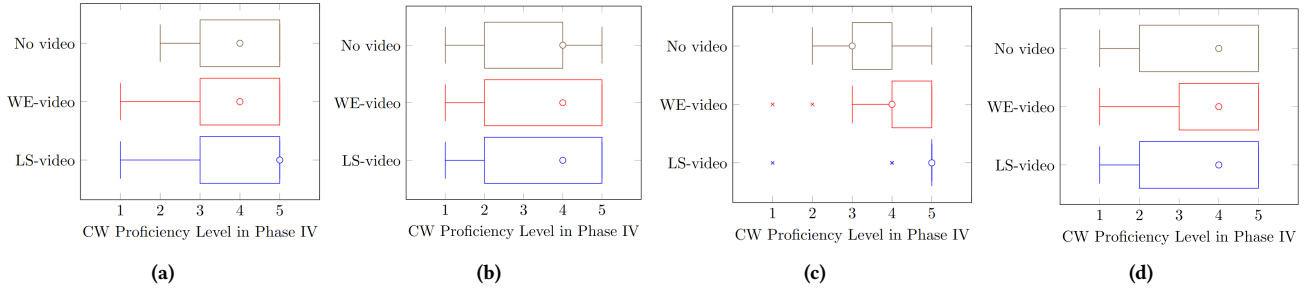 No video
WE-video
LS-video
1 2 3 4 5
CW Proficiency Level in Phase IV
(a)
No video
WE-video
LS-video
1 2 3 4 5
CW Proficiency Level in Phase IV
(b)
No video
WE-video
LS-video
1 2 3 4 5
CW Proficiency Level in Phase IV
(c)
No video
WE-video
LS-video
1 2 3 4 5
CW Proficiency Level in Phase IV
(d)